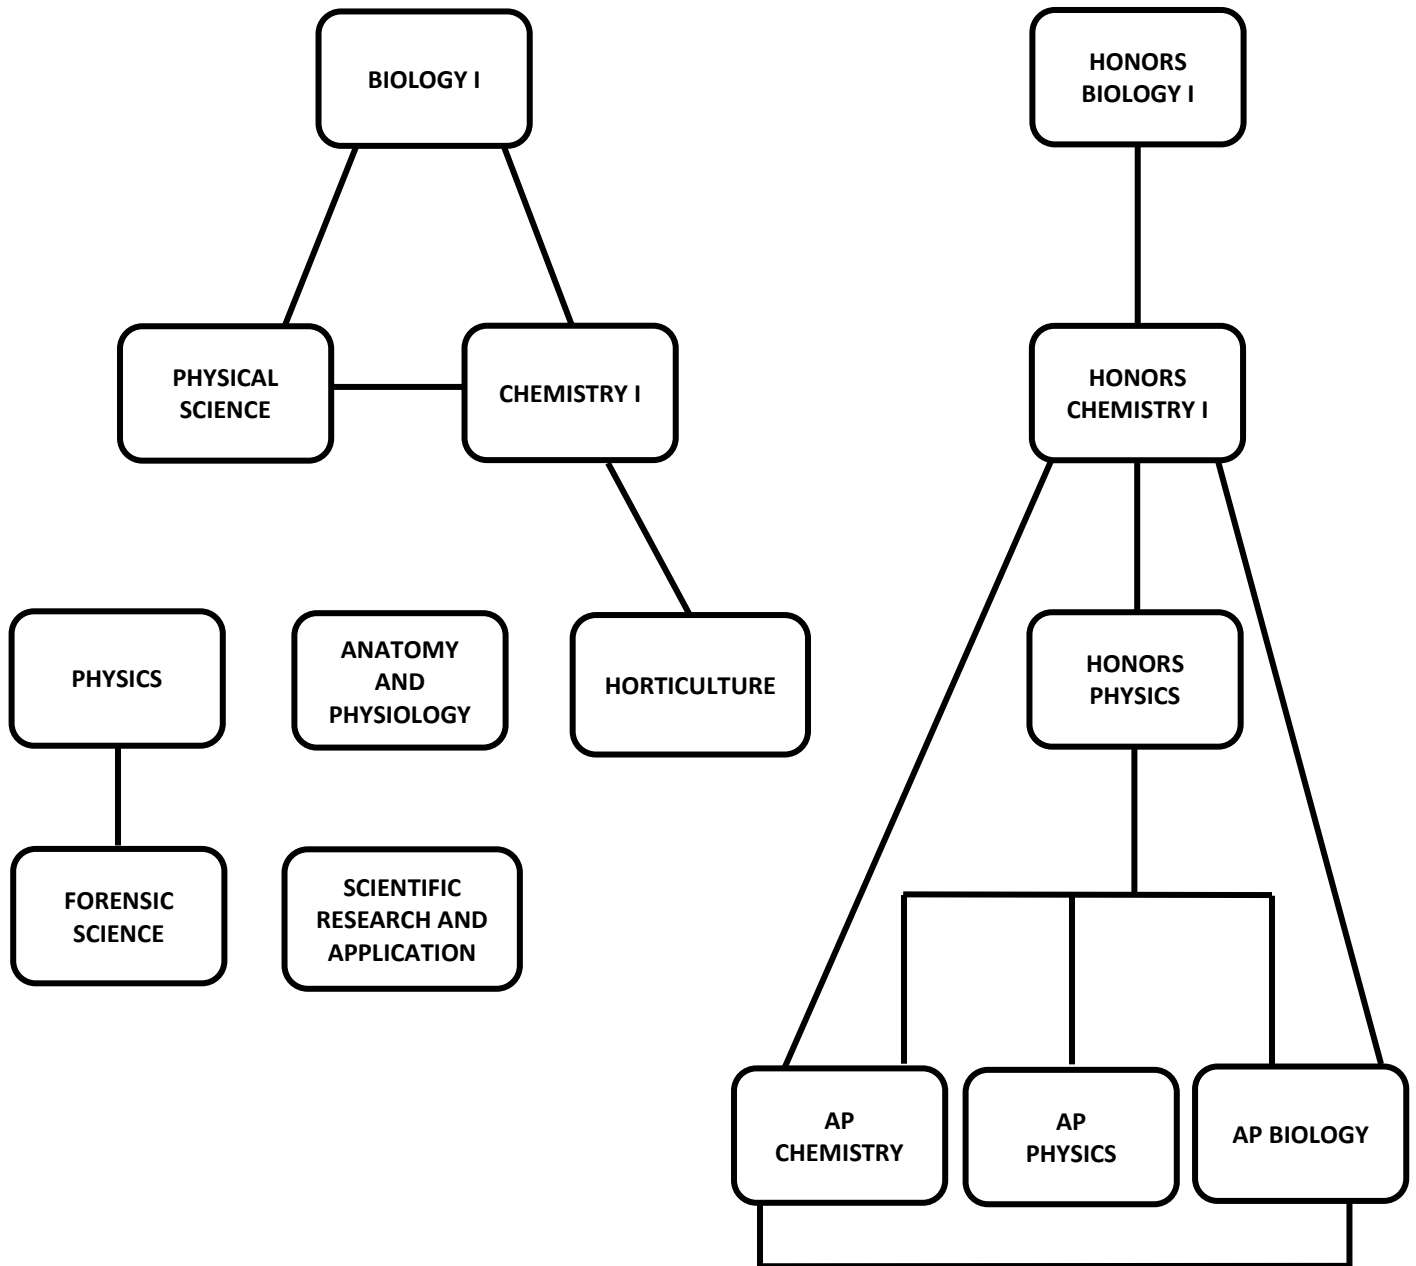 BIOLOGY I
HONORS
BIOLOGY I
PHYSICAL
SCIENCE
CHEMISTRY I
HONORS
CHEMISTRY I
PHYSICS
ANATOMY
AND
PHYSIOLOGY
HORTICULTURE
HONORS
PHYSICS
FORENSIC
SCIENCE
SCIENTIFIC
RESEARCH AND
APPLICATION
AP
CHEMISTRY
AP
PHYSICS
AP BIOLOGY